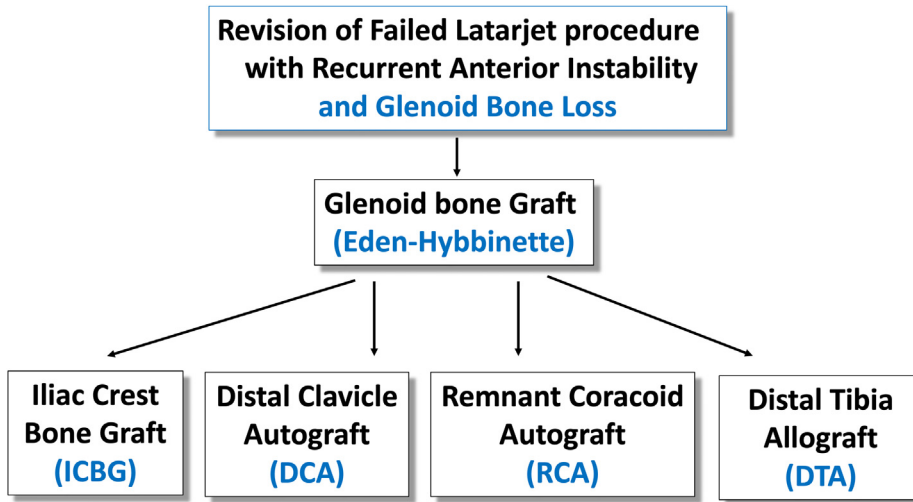 Revision of Failed Latarjet procedure
with Recurrent Anterior Instability
and Glenoid Bone Loss
Glenoid bone Graft
(Eden-Hybbinette)
Iliac Crest
Bone Graft
(ICBG)
Distal Clavicle
Autograft
(DCA)
Remnant Coracoid
Autograft
(RCA)
Distal Tibia
Allograft
(DTA)